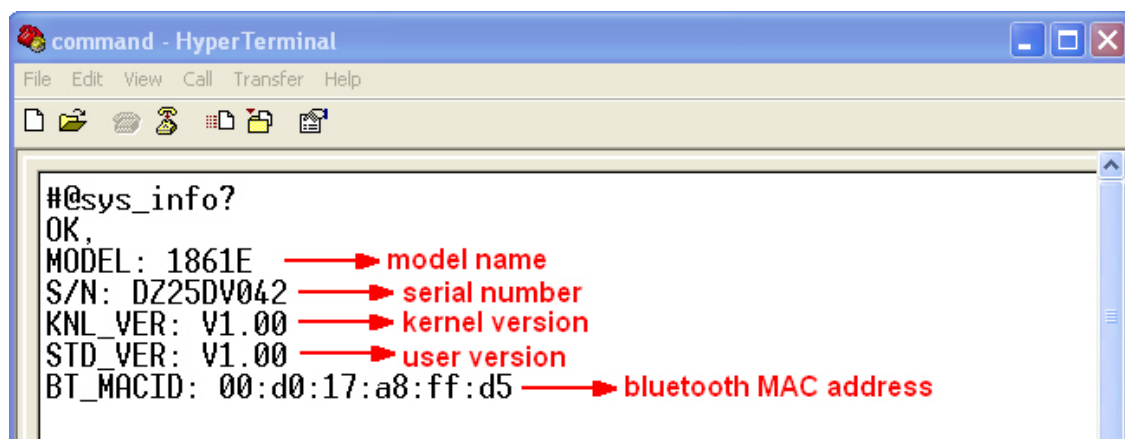 command - HyperTerminal
File Edit View Call Transfer Help
#@sys_info?
OK,
MODEL: 1861E model name
S/N: DZ25DV042 serial number
KNL_VER: V1.00 kernel version
STD_VER: V1.00 user version
BT_MACID: 00:d0:17:a8:ff:d5 bluetooth MAC address